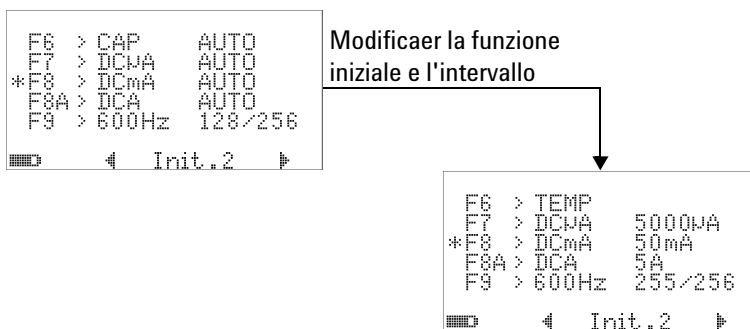 F6 > CAP AUTO
F7 > DCµA AUTO
*F8 > DCmA AUTO
F8A > DCA AUTO
F9 > 600Hz 128/256
Init.2
Modificaer la funzione
iniziale e l'intervallo
F6 > TEMP
F7 > DCµA 5000µA
*F8 > DCmA 50mA
F8A > DCA 5A
F9 > 600Hz 255/256
Init.2